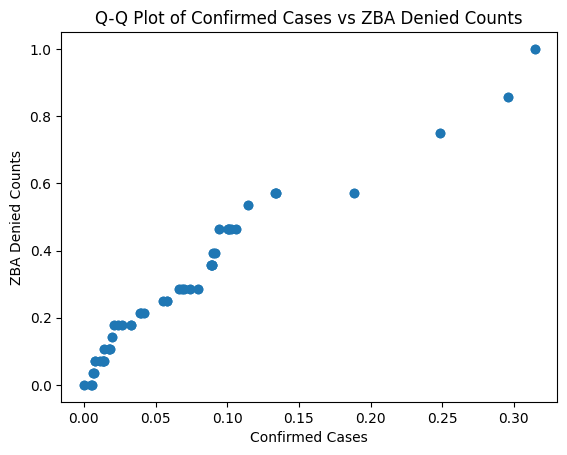 Q-Q Plot of Confirmed Cases vs ZBA Denied Counts
1.0
0.8
0.6
0.4
0.2
0.0
ZBA Denied Counts
0.00 0.05 0.10 0.15 0.20 0.25 0.30
Confirmed Cases